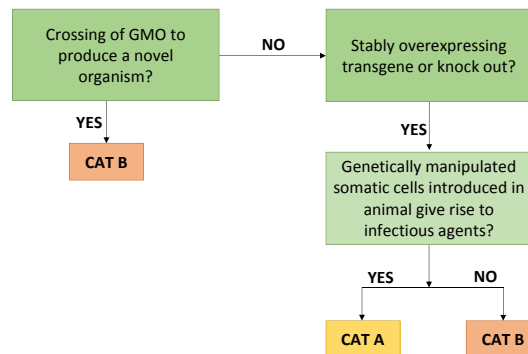 Crossing of GMO to
produce a novel
organism?
NO
Stably overexpressing
transgene or knock out?
YES
CAT B
YES
Genetically manipulated
somatic cells introduced in
animal give rise to
infectious agents?
YES
NO
CAT A
CAT B